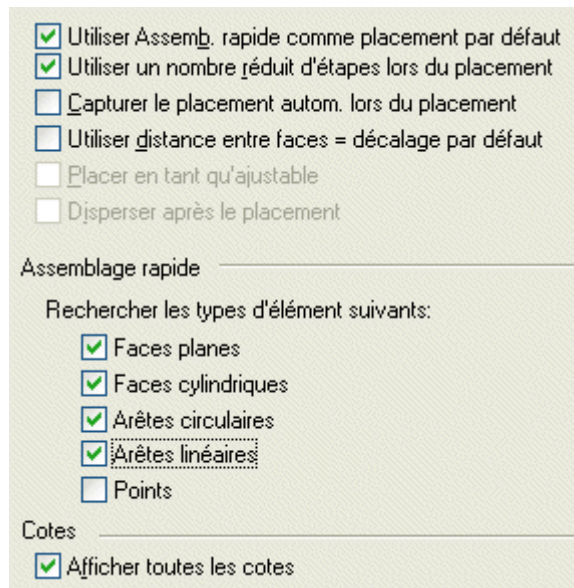 Utiliser Assemb. rapide comme placement par défaut
Utiliser un nombre réduit d'étapes lors du placement
Capturer le placement autom. lors du placement
Utiliser distance entre faces = décalage par défaut
Placer en tant qu'ajustable
Disperser après le placement
Assemblage rapide
Rechercher les types d'élément suivants:
Faces planes
Faces cylindriques
Arêtes circulaires
Arêtes linéaires
Points
Cotes
Afficher toutes les cotes